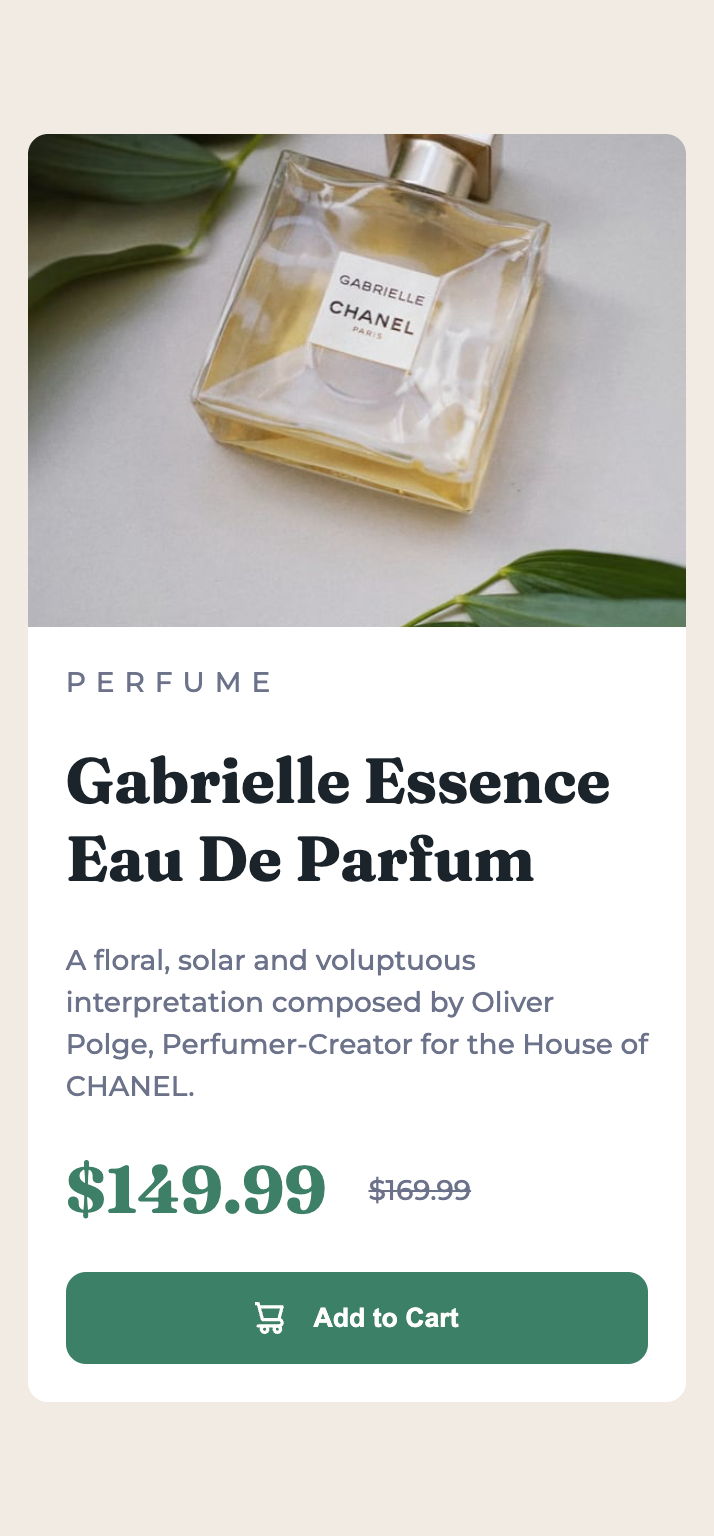 GABRIELLE
CHANEL
PARIS
PERFUME
Gabrielle Essence
Eau De Parfum
A floral, solar and voluptuous
interpretation composed by Oliver
Polge, Perfumer-Creator for the House of
CHANEL.
$149.99 $169.99
Add to Cart